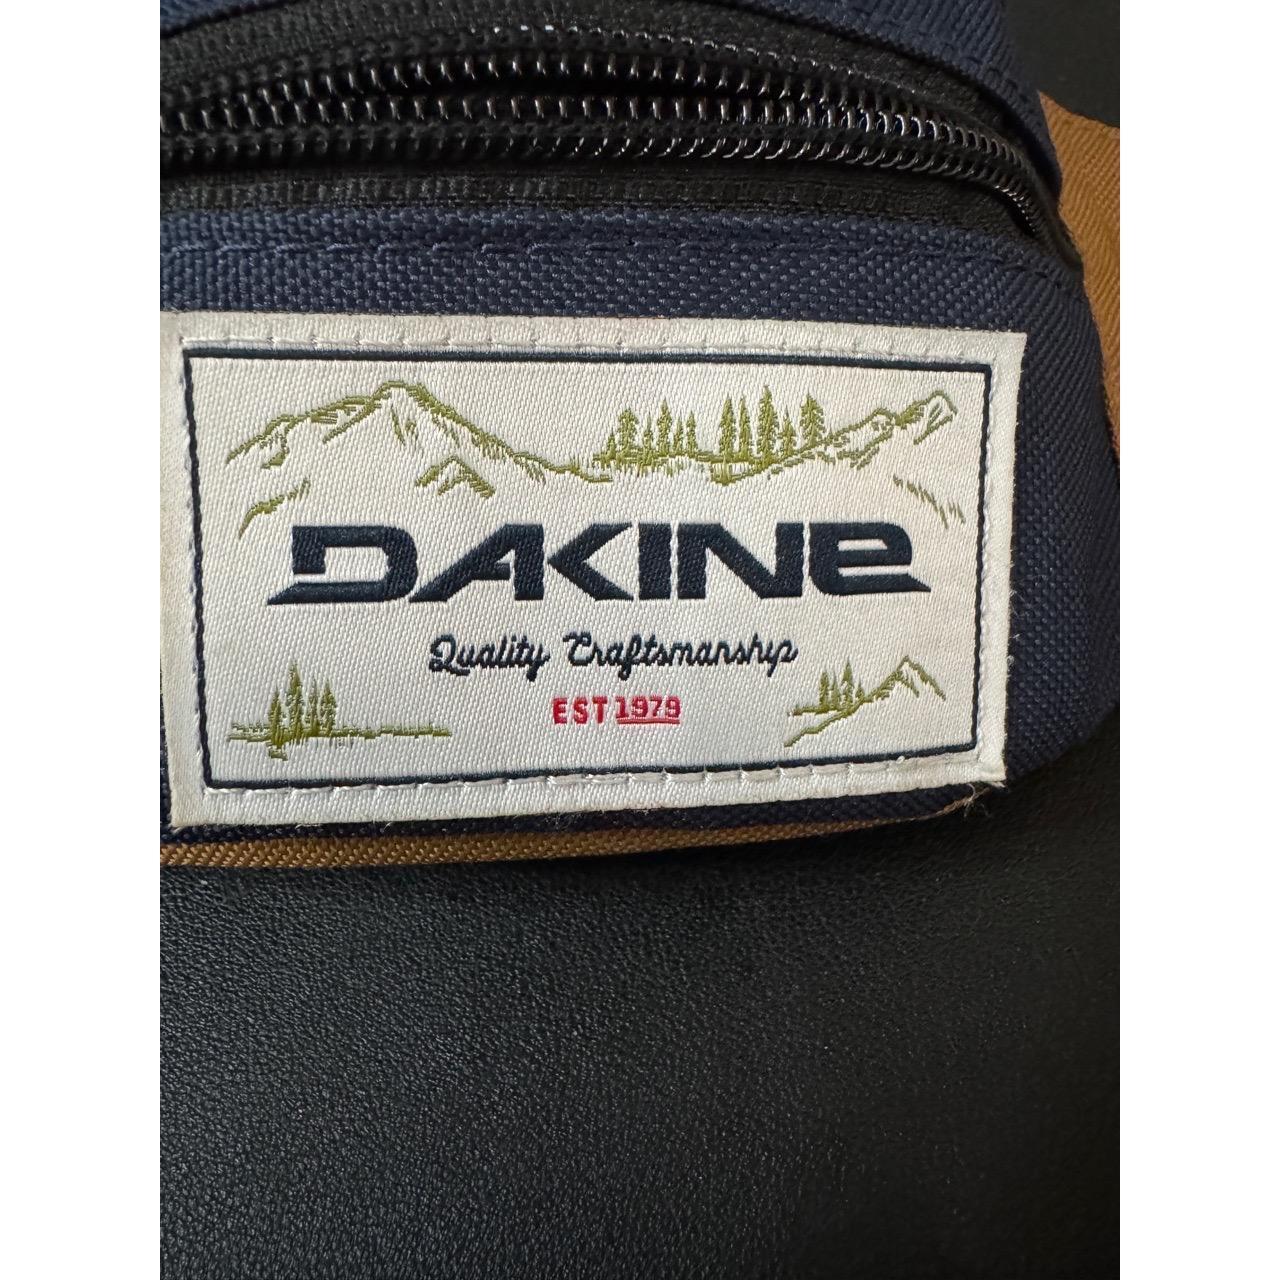 DAKINE
Quality Craftsmanship
EST 1979